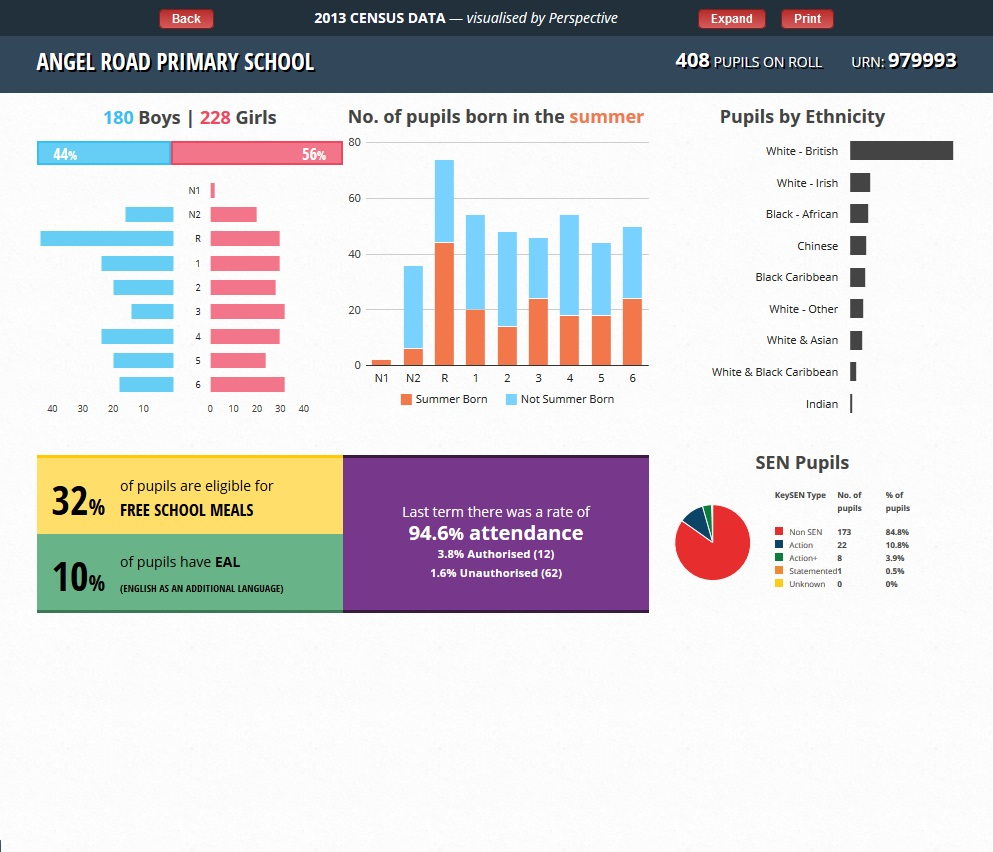 Back
2013 CENSUS DATA — visualised by Perspective
Expand
Print
ANGEL ROAD PRIMARY SCHOOL
408 PUPILS ON ROLL
URN: 979993
180 Boys | 228 Girls
44%
56%
N1
N2
R
1
2
3
4
5
6
40 30 20 10
0 10 20 30 40
No. of pupils born in the summer
80
60
40
20
0
N1 N2 R 1 2 3 4 5 6
Summer Born
Not Summer Born
Pupils by Ethnicity
White - British
White - Irish
Black - African
Chinese
Black Caribbean
White - Other
White & Asian
White & Black Caribbean
Indian
32%
of pupils are eligible for
FREE SCHOOL MEALS
10%
of pupils have EAL
(ENGLISH AS AN ADDITIONAL LANGUAGE)
Last term there was a rate of
94.6% attendance
3.8% Authorised (12)
1.6% Unauthorised (62)
SEN Pupils
KeySEN Type No. of pupils % of pupils
Non SEN 173 84.8%
Action 22 10.8%
Action+ 8 3.9%
Statemented1 0.5%
Unknown 0 0%